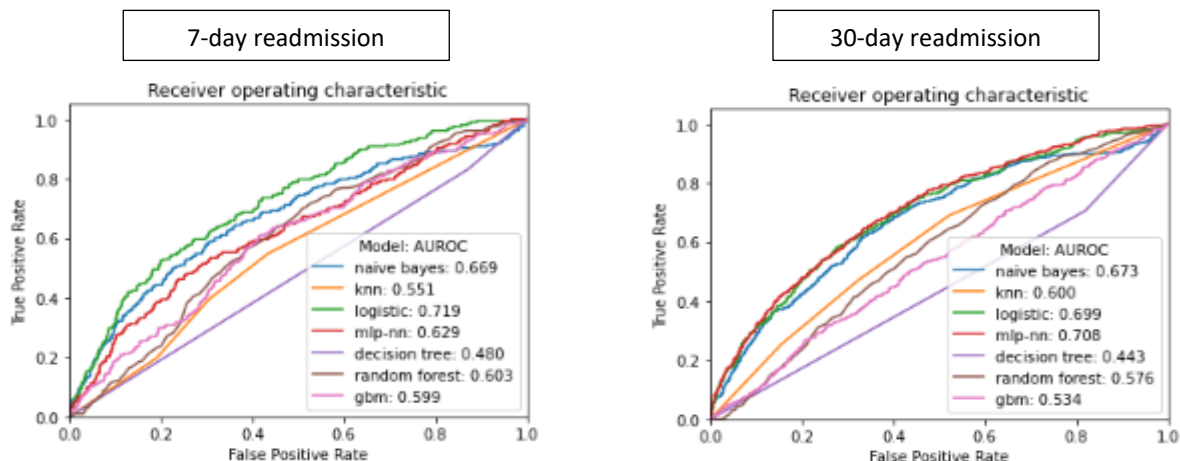 7-day readmission
Receiver operating characteristic
True Positive Rate
1.0
0.8
0.6
0.4
0.2
0.0
Model: AUROC
naive bayes: 0.669
knn: 0.551
logistic: 0.719
mlp-nn: 0.629
decision tree: 0.480
random forest: 0.603
gbm: 0.599
0.0 0.2 0.4 0.6 0.8 1.0
False Positive Rate
30-day readmission
Receiver operating characteristic
True Positive Rate
1.0
0.8
0.6
0.4
0.2
0.0
Model: AUROC
naive bayes: 0.673
knn: 0.600
logistic: 0.699
mlp-nn: 0.708
decision tree: 0.443
random forest: 0.576
gbm: 0.534
0.0 0.2 0.4 0.6 0.8 1.0
False Positive Rate